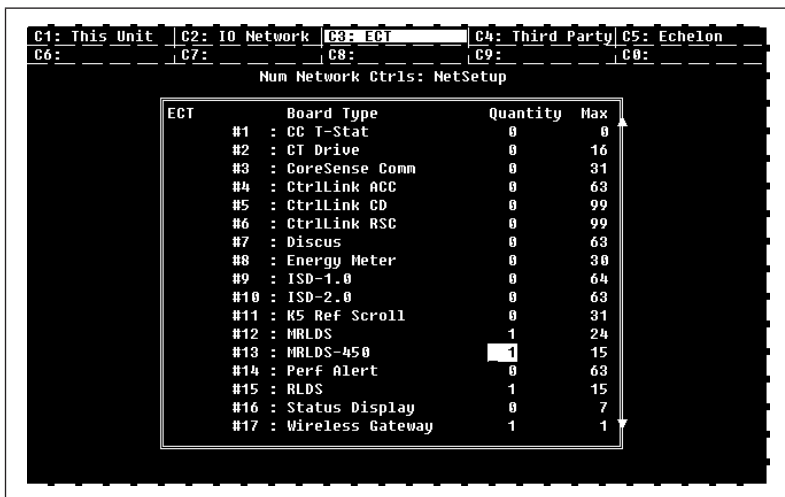 C1: This Unit C2: IO Network C3: ECT C4: Third Party C5: Echelon
C6: C7: C8: C9: C0:
Num Network Ctrls: NetSetup
ECT Board Type Quantity Max
#1 : CC T-Stat 0 0
#2 : CT Drive 0 16
#3 : CoreSense Comm 0 31
#4 : CtrlLink ACC 0 63
#5 : CtrlLink CD 0 99
#6 : CtrlLink RSC 0 99
#7 : Discus 0 63
#8 : Energy Meter 0 30
#9 : ISD-1.0 0 64
#10 : ISD-2.0 0 63
#11 : K5 Ref Scroll 0 31
#12 : MRLDS 1 24
#13 : MRLDS-450 1 15
#14 : Perf Alert 0 63
#15 : RLDS 1 15
#16 : Status Display 0 7
#17 : Wireless Gateway 1 1